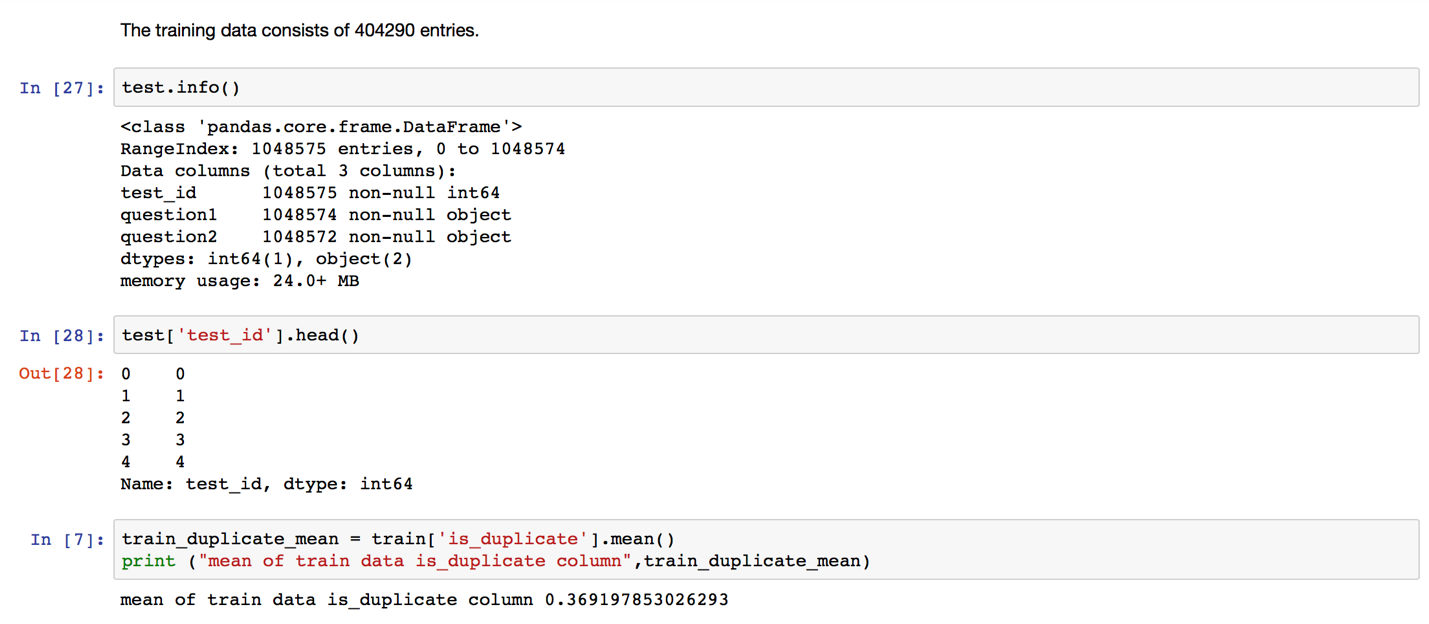 The training data consists of 404290 entries.
In [27]: test.info()
<class 'pandas.core.frame.DataFrame'>
RangeIndex: 1048575 entries, 0 to 1048574
Data columns (total 3 columns):
test_id      1048575 non-null int64
question1    1048574 non-null object
question2    1048572 non-null object
dtypes: int64(1), object(2)
memory usage: 24.0+ MB
In [28]: test['test_id'].head()
Out[28]: 0    0
1    1
2    2
3    3
4    4
Name: test_id, dtype: int64
In [7]: train_duplicate_mean = train['is_duplicate'].mean()
print ("mean of train data is_duplicate column",train_duplicate_mean)
mean of train data is_duplicate column 0.369197853026293